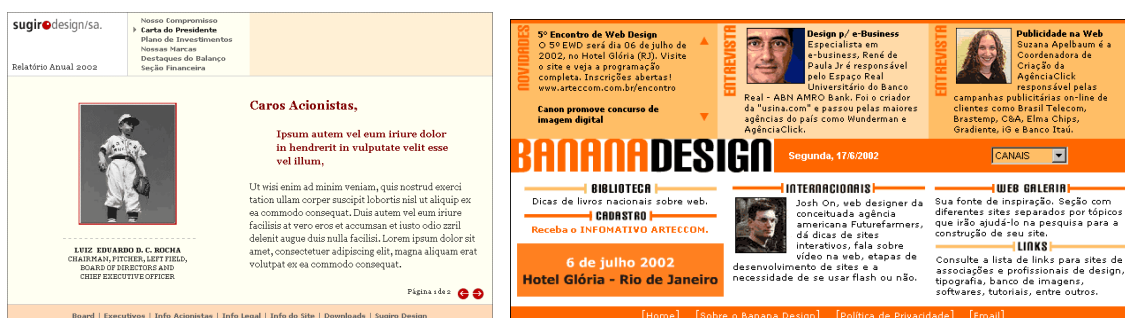 sugirodesign/sa.
Relatório Anual 2002
Nosso Compromisso
Carta do Presidente
Plano de Investimentos
Nossas Marcas
Destaques do Balanço
Seção Financeira
LUIZ EDUARDO D. C. ROCHA
CHAIRMAN, PITCHER, LEFT FIELD,
BOARD OF DIRECTORS AND
CHIEF EXECUTIVE OFFICER
Caros Acionistas,
Ipsum autem vel eum iriure dolor
in hendrerit in vulputate velit esse
vel illum,
Ut wisi enim ad minim veniam, quis nostrud exerci
tation ullam corper suscipit lobortis nisl ut aliquip ex
ea commodo consequat. Duis autem vel eum iriure
facilisis at vero eros et accumsan et iusto odio zzril
delenit augue duis nulla facilisi. Lorem ipsum dolor sit
amet, consectetuer adipiscing elit, magna aliquam erat
volutpat ex ea commodo consequat.
Página 1 de 2
Board | Executivos | Info Acionistas | Info Legal | Info do Site | Downloads | Sugiro Design
NOVIDADES
5º Encontro de Web Design
O 5º EWD será dia 06 de julho de
2002, no Hotel Glória (RJ). Visite
o site e veja a programação
completa. Inscrições abertas!
www.arteccom.com.br/encontro
Canon promove concurso de
imagem digital
ENTREVISTA
Design p/ e-Business
Especialista em
e-business, René de
Paula Jr é responsável
pelo Espaço Real
Universitário do Banco
Real - ABN AMRO Bank. Foi o criador
da "usina.com" e passou pelas maiores
agências do país como Wunderman e
AgênciaClick.
ENTREVISTA
Publicidade na Web
Suzana Apelbaum é a
Coordenadora de
Criação da
AgênciaClick
responsável pelas
campanhas publicitárias on-line de
clientes como Brasil Telecom,
Brastemp, C&A, Elma Chips,
Gradiente, iG e Banco Itaú.
BANANADESIGN
Segunda, 17/6/2002
CANAIS
BIBLIOTECA
Dicas de livros nacionais sobre web.
CADASTRO
Receba o INFOMATIVO ARTECCOM.
6 de julho 2002
Hotel Glória - Rio de Janeiro
INTERNACIONAIS
Josh On, web designer da
conceituada agência
americana Futurefarmers,
dá dicas de sites
interativos, fala sobre
vídeo na web, etapas de
desenvolvimento de sites e a
necessidade de se usar flash ou não.
WEB GALERIA
Sua fonte de inspiração. Seção com
diferentes sites separados por tópicos
que irão ajudá-lo na pesquisa para a
construção de seu site.
LINKS
Consulte a lista de links para sites de
associações e profissionais de design,
tipografia, banco de imagens,
softwares, tutoriais, entre outros.
[Home] [Sobre o Banana Design] [Política de Privacidade] [Email]